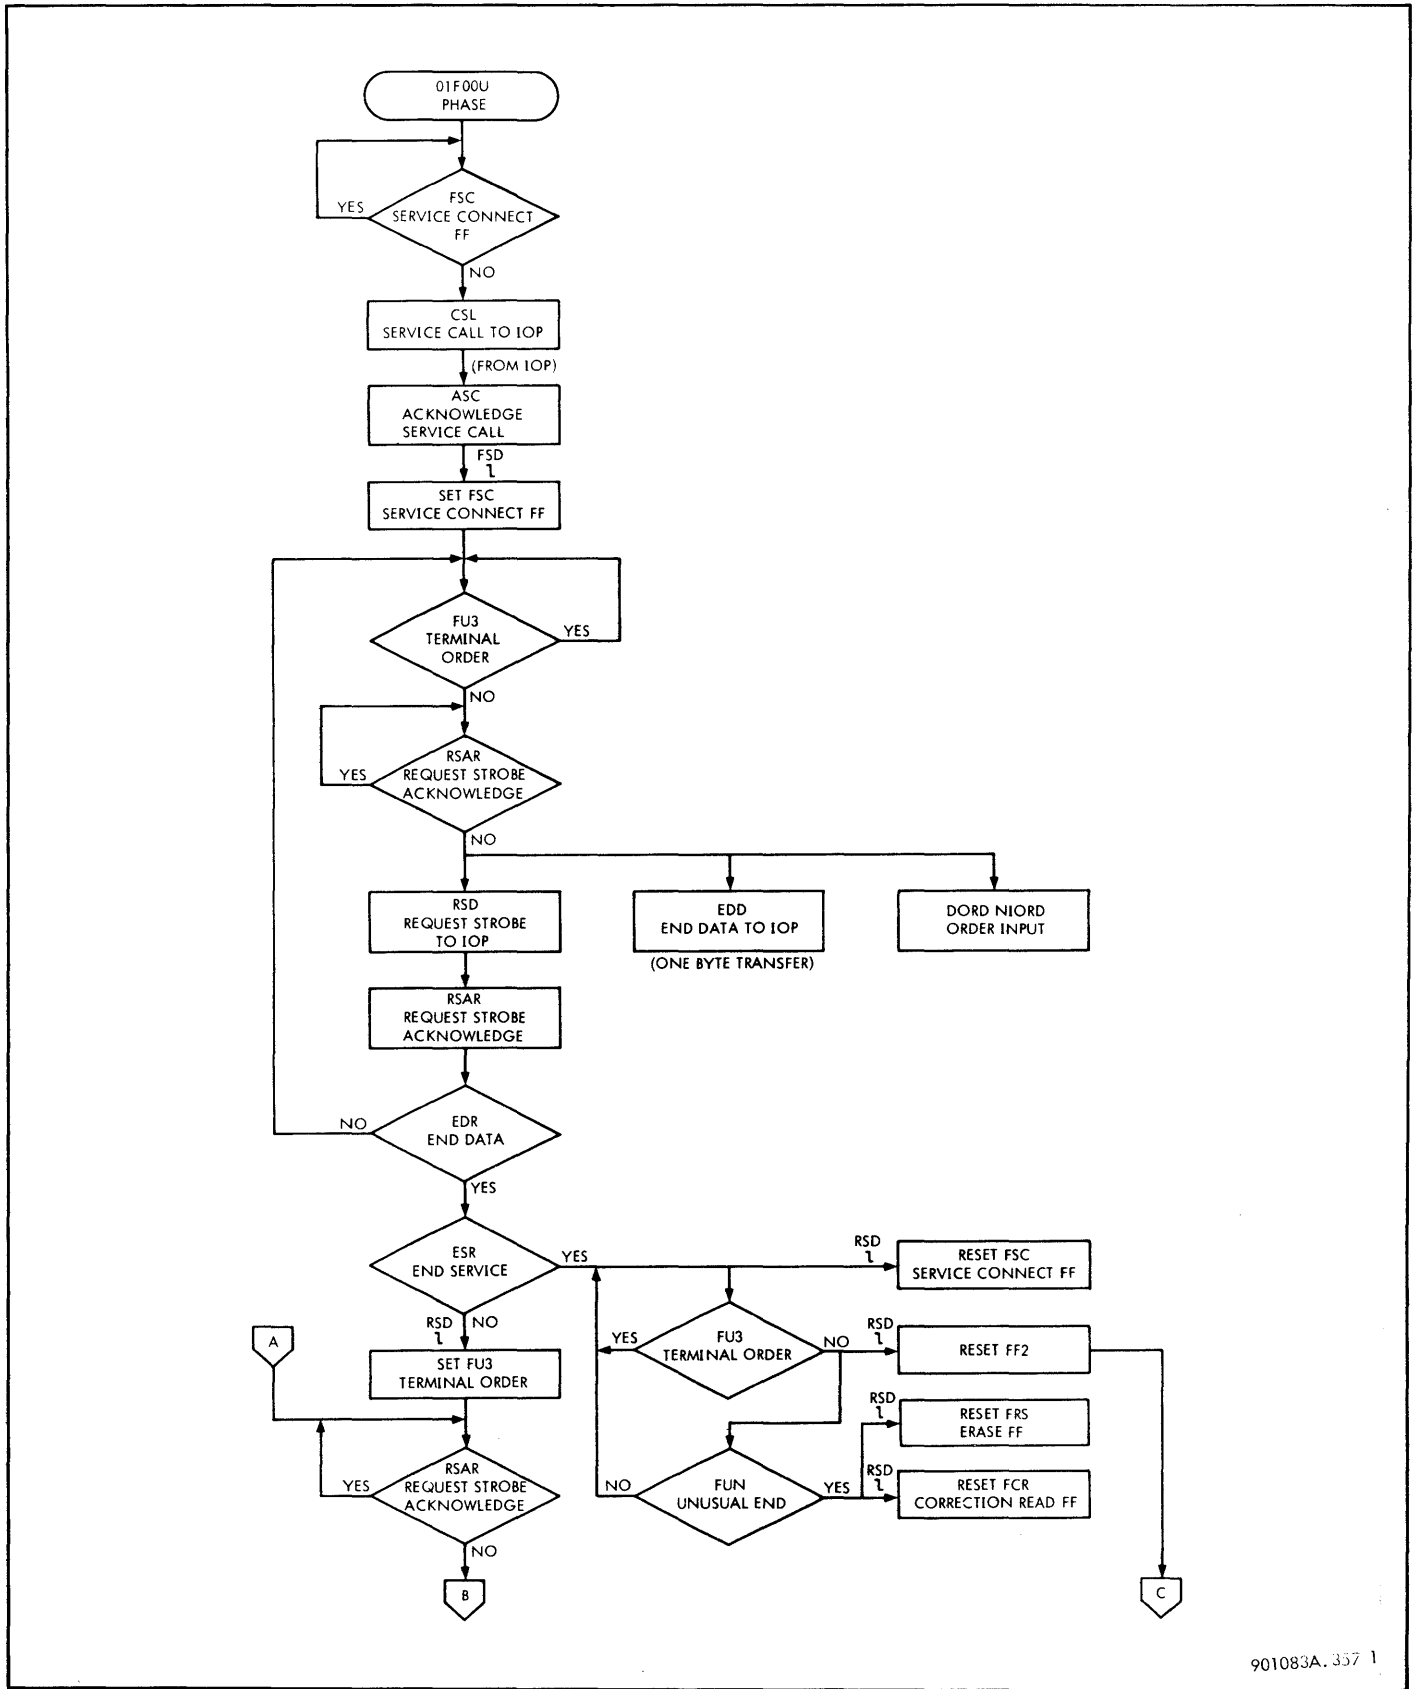 01F00U
PHASE
FSC
SERVICE CONNECT
FF
YES
NO
CSL
SERVICE CALL TO IOP
(FROM IOP)
ASC
ACKNOWLEDGE
SERVICE CALL
FSD
SET FSC
SERVICE CONNECT FF
FU3
TERMINAL
ORDER
YES
NO
RSAR
REQUEST STROBE
ACKNOWLEDGE
YES
NO
RSD
REQUEST STROBE
TO IOP
EDD
END DATA TO IOP
(ONE BYTE TRANSFER)
DORD NIORD
ORDER INPUT
RSAR
REQUEST STROBE
ACKNOWLEDGE
EDR
END DATA
NO
YES
ESR
END SERVICE
YES
RSD
RESET FSC
SERVICE CONNECT FF
RSD
NO
A
SET FU3
TERMINAL ORDER
YES
FU3
TERMINAL ORDER
NO
RSD
RESET FF2
RSD
RESET FRS
ERASE FF
RSAR
REQUEST STROBE
ACKNOWLEDGE
YES
NO
NO
FUN
UNUSUAL END
YES
RSD
RESET FCR
CORRECTION READ FF
B
C
901083A. 357 1